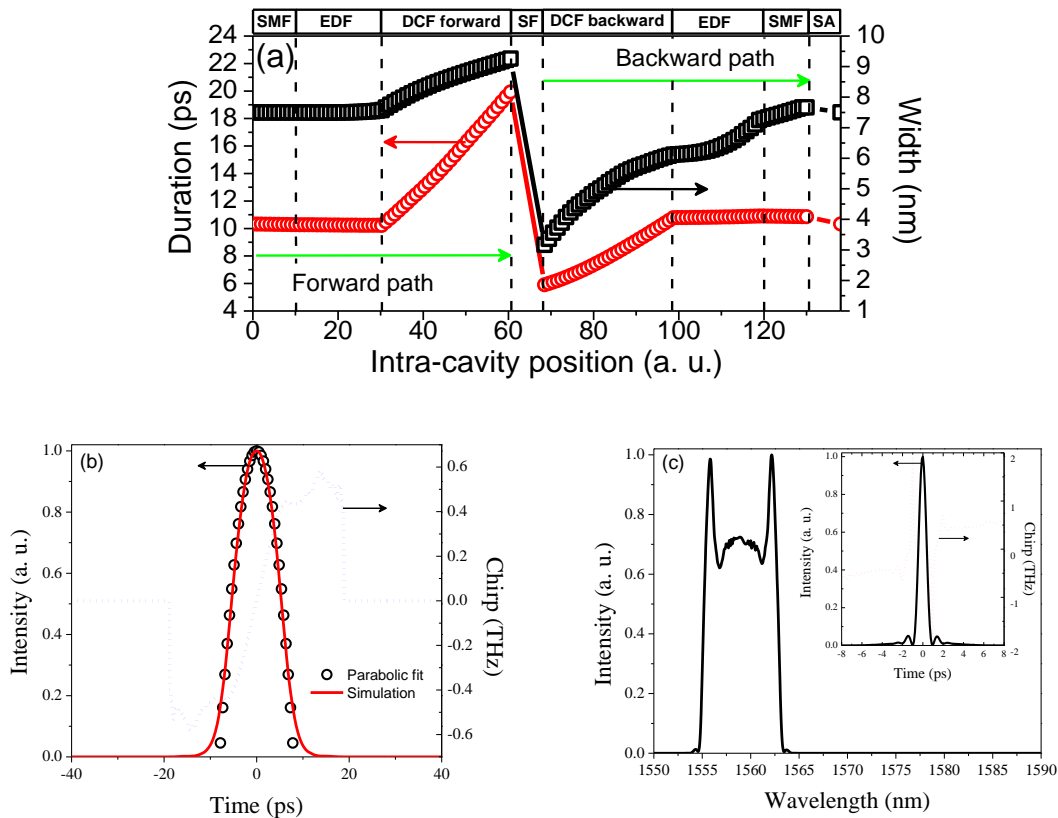 SMF EDF DCF forward SF DCF backward EDF SMF SA
(a)
Backward path
Forward path
Duration (ps)
24
22
20
18
16
14
12
10
8
6
4
Width (nm)
10
9
8
7
6
5
4
3
2
1
0 20 40 60 80 100 120
Intra-cavity position (a. u.)
(b)
Intensity (a. u.)
1.0
0.8
0.6
0.4
0.2
0.0
Chirp (THz)
0.6
0.4
0.2
0.0
-0.2
-0.4
-0.6
Parabolic fit
Simulation
-40 -20 0 20 40
Time (ps)
(c)
Intensity (a. u.)
1.0
0.8
0.6
0.4
0.2
0.0
1550 1555 1560 1565 1570 1575 1580 1585 1590
Wavelength (nm)
Intensity (a. u.)
1.0
0.8
0.6
0.4
0.2
0.0
Chirp (THz)
2
1
0
-1
-2
-8 -6 -4 -2 0 2 4 6 8
Time (ps)